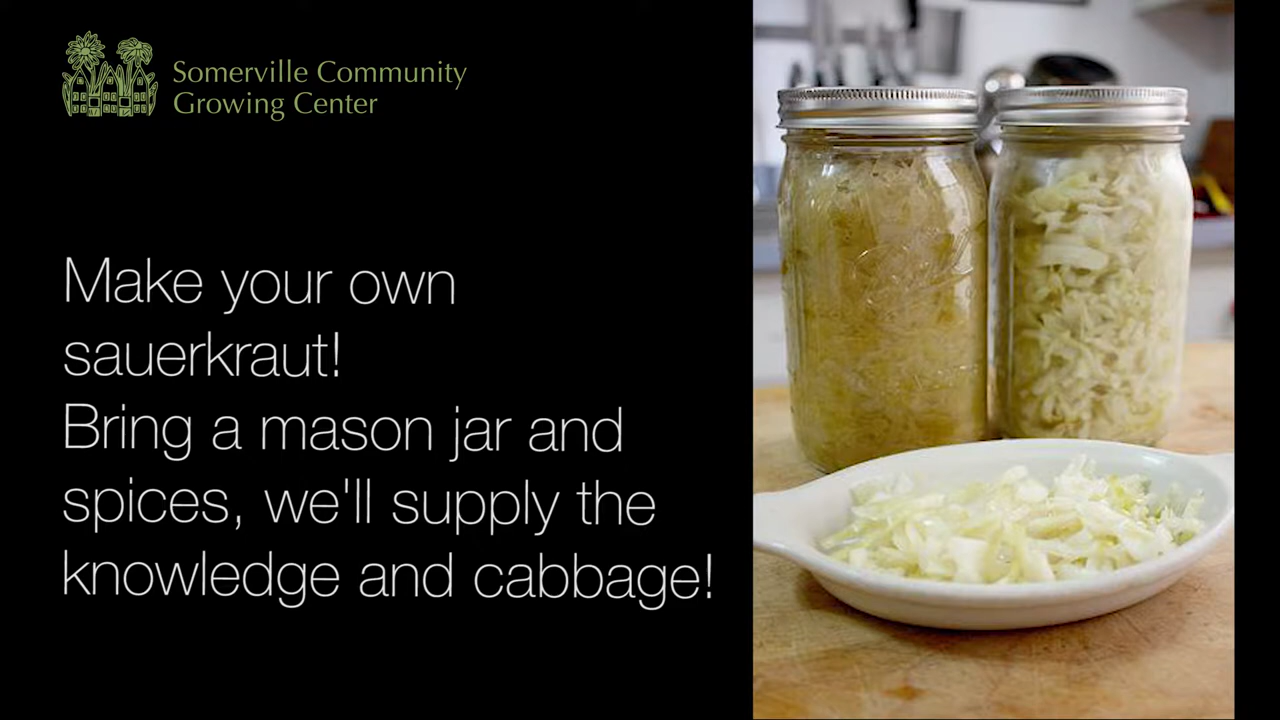 Somerville Community
Growing Center
Make your own
sauerkraut!
Bring a mason jar and
spices, we'll supply the
knowledge and cabbage!